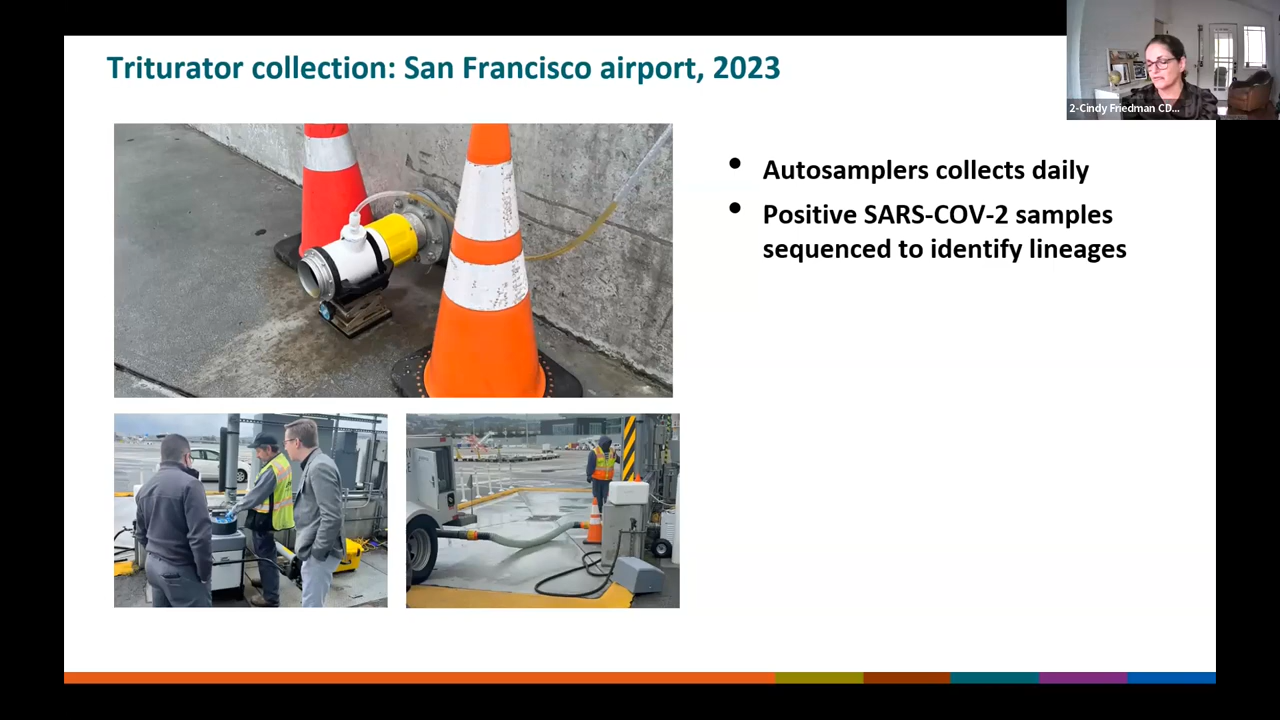 Triturator collection: San Francisco airport, 2023
2-Cindy Friedman CD...
• Autosamplers collects daily
• Positive SARS-COV-2 samples
sequenced to identify lineages